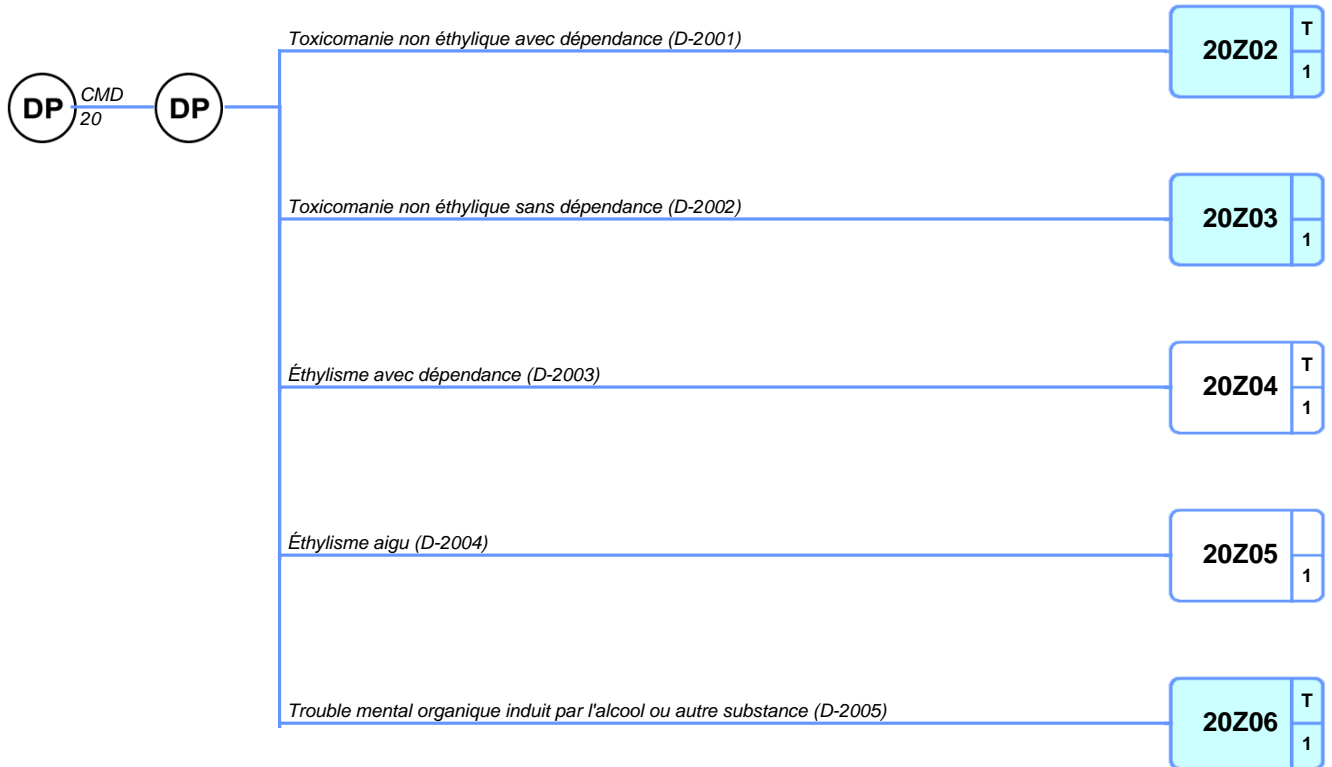 Toxicomanie non éthylique avec dépendance (D-2001)
20Z02
T
1
DP
CMD
20
DP
Toxicomanie non éthylique sans dépendance (D-2002)
20Z03
1
Éthylisme avec dépendance (D-2003)
20Z04
T
1
Éthylisme aigu (D-2004)
20Z05
1
Trouble mental organique induit par l'alcool ou autre substance (D-2005)
20Z06
T
1